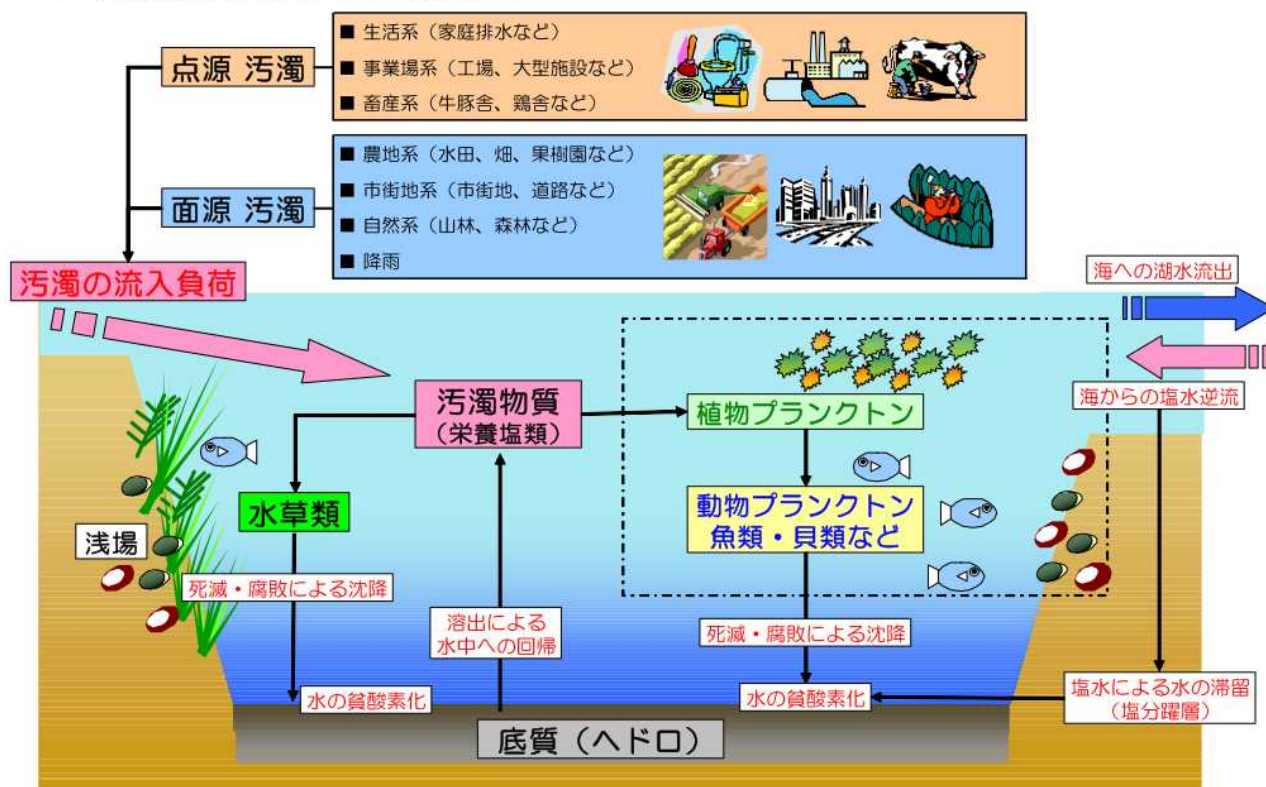 点源 汚濁
■ 生活系（家庭排水など）
■ 事業場系（工場、大型施設など）
■ 畜産系（牛豚舎、鶏舎など）
面源 汚濁
■ 農地系（水田、畑、果樹園など）
■ 市街地系（市街地、道路など）
■ 自然系（山林、森林など）
■ 降雨
汚濁の流入負荷
海への湖水流出
海からの塩水逆流
汚濁物質
（栄養塩類）
植物プランクトン
水草類
動物プランクトン
魚類・貝類など
浅場
死滅・腐敗による沈降
溶出による
水中への回帰
死滅・腐敗による沈降
水の貧酸素化
水の貧酸素化
塩水による水の滞留
（塩分躍層）
底質（ヘドロ）